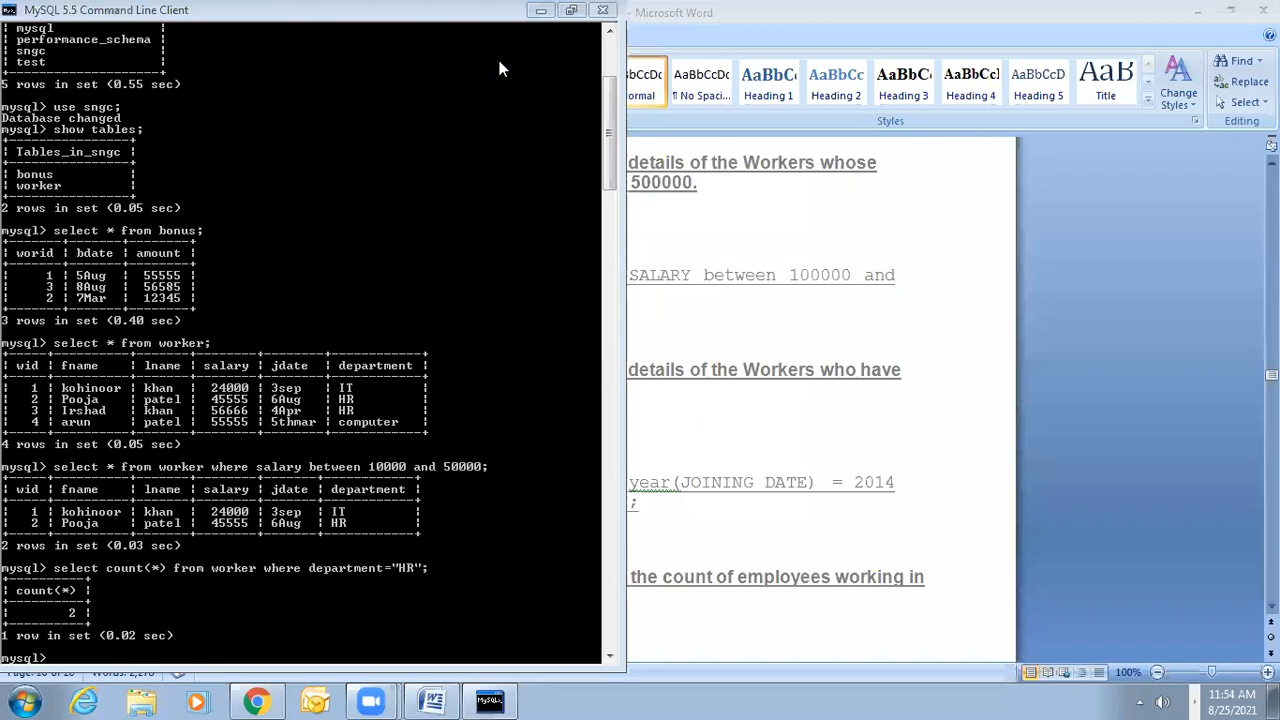 MySQL 5.5 Command Line Client
- Microsoft Word
| mysql |
| performance_schema |
| sngc |
| test |
+--------------------+
5 rows in set (0.55 sec)
mysql> use sngc;
Database changed
mysql> show tables;
+----------------+
| Tables_in_sngc |
+----------------+
| bonus |
| worker |
+----------------+
2 rows in set (0.05 sec)
mysql> select * from bonus;
+-------+-------+--------+
| worid | bdate | amount |
+-------+-------+--------+
| 1 | 5Aug | 55555 |
| 3 | 8Aug | 56585 |
| 2 | 7Mar | 12345 |
+-------+-------+--------+
3 rows in set (0.40 sec)
mysql> select * from worker;
+-----+----------+-------+--------+--------+------------+
| wid | fname | lname | salary | jdate | department |
+-----+----------+-------+--------+--------+------------+
| 1 | kohinoor | khan | 24000 | 3sep | IT |
| 2 | Pooja | patel | 45555 | 6Aug | HR |
| 3 | Irshad | khan | 56666 | 4Apr | HR |
| 4 | arun | patel | 55555 | 5thmar | computer |
+-----+----------+-------+--------+--------+------------+
4 rows in set (0.05 sec)
mysql> select * from worker where salary between 10000 and 50000;
+-----+----------+-------+--------+-------+------------+
| wid | fname | lname | salary | jdate | department |
+-----+----------+-------+--------+-------+------------+
| 1 | kohinoor | khan | 24000 | 3sep | IT |
| 2 | Pooja | patel | 45555 | 6Aug | HR |
+-----+----------+-------+--------+-------+------------+
2 rows in set (0.03 sec)
mysql> select count(*) from worker where department="HR";
+----------+
| count(*) |
+----------+
| 2 |
+----------+
1 row in set (0.02 sec)
mysql>
AaBbC AaBbC AaBbC AaBbCcD AaB
Normal ¶ No Spaci... Heading 1 Heading 2 Heading 3 Heading 4 Heading 5 Title
Change
Styles
Find
Replace
Select
Styles
Editing
details of the Workers whose
500000.
SALARY between 100000 and
details of the Workers who have
year(JOINING DATE) = 2014
;
the count of employees working in
Words: 2,278
100%
11:54 AM
8/25/2021